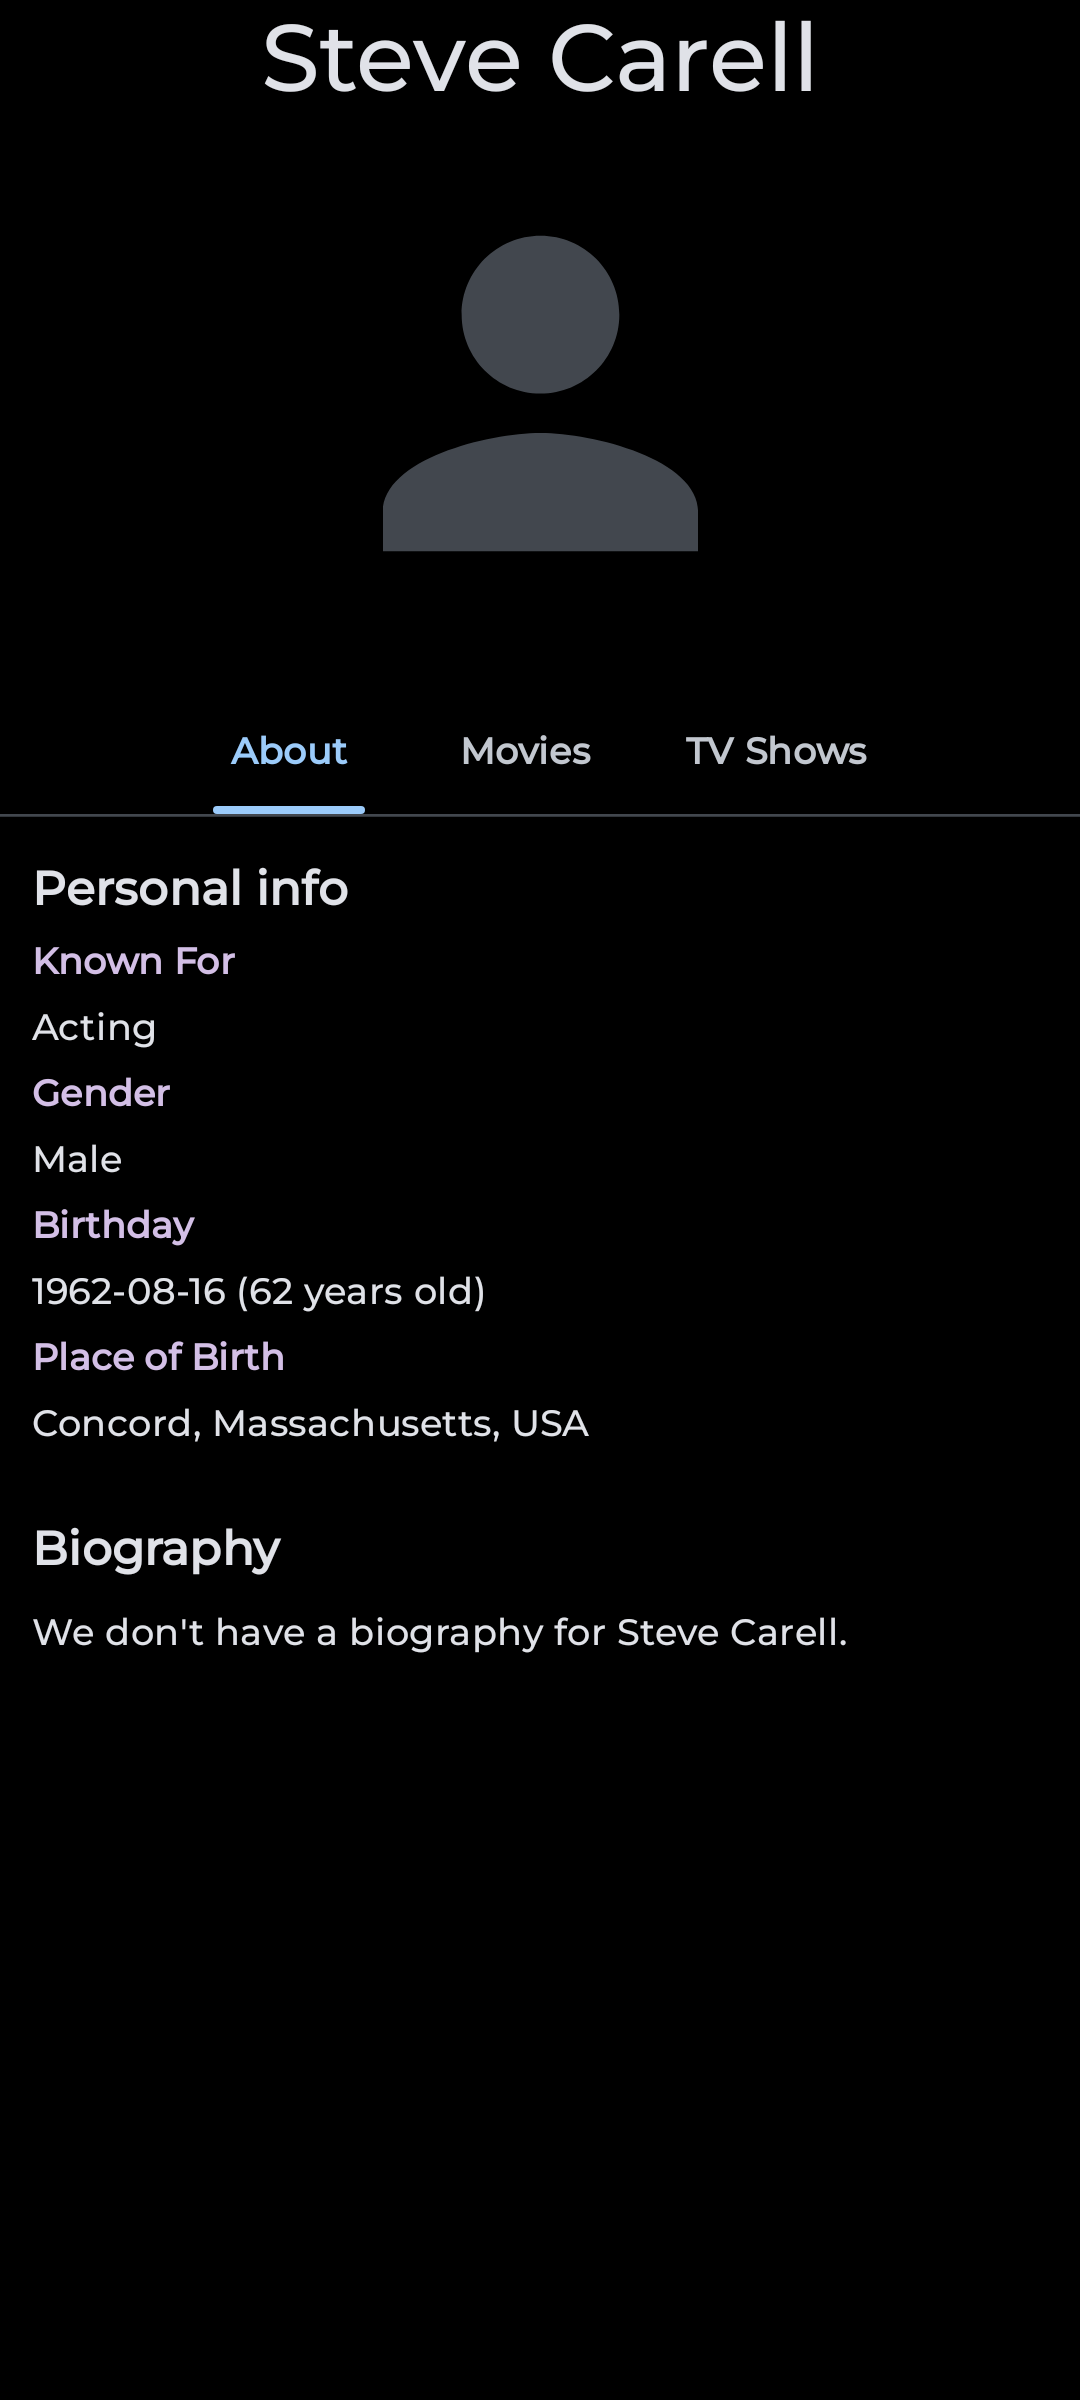 Steve Carell
About
Movies
TV Shows
Personal info
Known For
Acting
Gender
Male
Birthday
1962-08-16 (62 years old)
Place of Birth
Concord, Massachusetts, USA
Biography
We don't have a biography for Steve Carell.